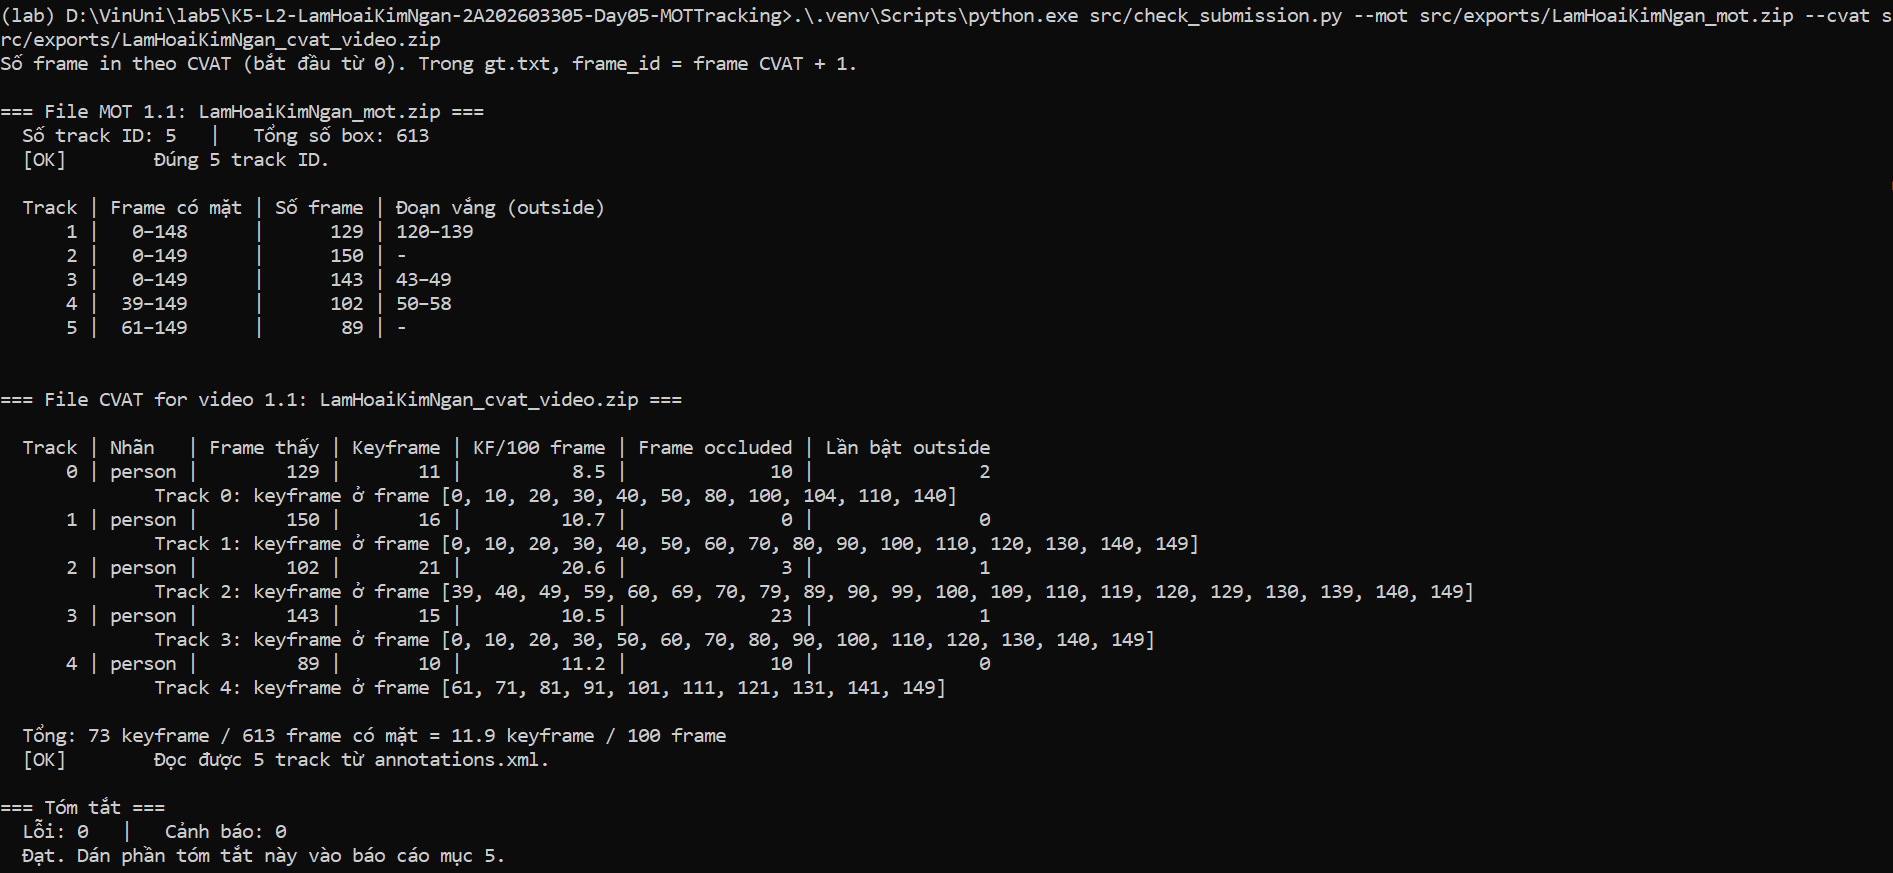 (lab) D:\VinUni\lab5\K5-L2-LamHoaiKimNgan-2A202603305-Day05-MOTTracking>.\.venv\Scripts\python.exe src/check_submission.py --mot src/exports/LamHoaiKimNgan_mot.zip --cvat s
rc/exports/LamHoaiKimNgan_cvat_video.zip
Số frame in theo CVAT (bắt đầu từ 0). Trong gt.txt, frame_id = frame CVAT + 1.

=== File MOT 1.1: LamHoaiKimNgan_mot.zip ===
  Số track ID: 5   |   Tổng số box: 613
  [OK]        Đúng 5 track ID.

  Track | Frame có mặt | Số frame | Đoạn vắng (outside)
      1 |   0–148      |      129 | 120–139
      2 |   0–149      |      150 | -
      3 |   0–149      |      143 | 43–49
      4 |  39–149      |      102 | 50–58
      5 |  61–149      |       89 | -

=== File CVAT for video 1.1: LamHoaiKimNgan_cvat_video.zip ===

  Track | Nhãn   | Frame thấy | Keyframe | KF/100 frame | Frame occluded | Lần bật outside
      0 | person |        129 |       11 |          8.5 |             10 |               2
            Track 0: keyframe ở frame [0, 10, 20, 30, 40, 50, 80, 100, 104, 110, 140]
      1 | person |        150 |       16 |         10.7 |              0 |               0
            Track 1: keyframe ở frame [0, 10, 20, 30, 40, 50, 60, 70, 80, 90, 100, 110, 120, 130, 140, 149]
      2 | person |        102 |       21 |         20.6 |              3 |               1
            Track 2: keyframe ở frame [39, 40, 49, 59, 60, 69, 70, 79, 89, 90, 99, 100, 109, 110, 119, 120, 129, 130, 139, 140, 149]
      3 | person |        143 |       15 |         10.5 |             23 |               1
            Track 3: keyframe ở frame [0, 10, 20, 30, 50, 60, 70, 80, 90, 100, 110, 120, 130, 140, 149]
      4 | person |         89 |       10 |         11.2 |             10 |               0
            Track 4: keyframe ở frame [61, 71, 81, 91, 101, 111, 121, 131, 141, 149]

  Tổng: 73 keyframe / 613 frame có mặt = 11.9 keyframe / 100 frame
  [OK]        Đọc được 5 track từ annotations.xml.

=== Tóm tắt ===
  Lỗi: 0   |   Cảnh báo: 0
  Đạt. Dán phần tóm tắt này vào báo cáo mục 5.